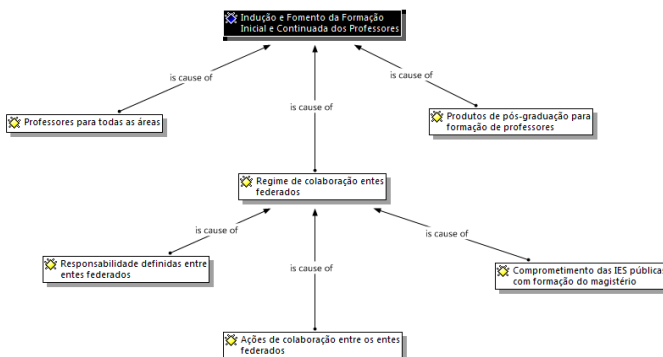 Indução e Fomento da Formação
Inicial e Continuada dos Professores
is cause of
is cause of
is cause of
Professores para todas as áreas
Produtos de pós-graduação para
formação de professores
Regime de colaboração entes
federados
is cause of
is cause of
is cause of
Responsabilidade definidas entre
entes federados
Comprometimento das IES públicas
com formação do magistério
Ações de colaboração entre os entes
federados